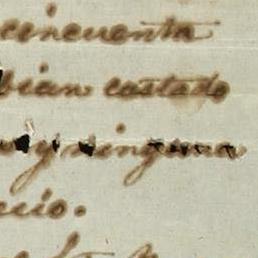 cincuenta
bian costado
y ninguna
cio.